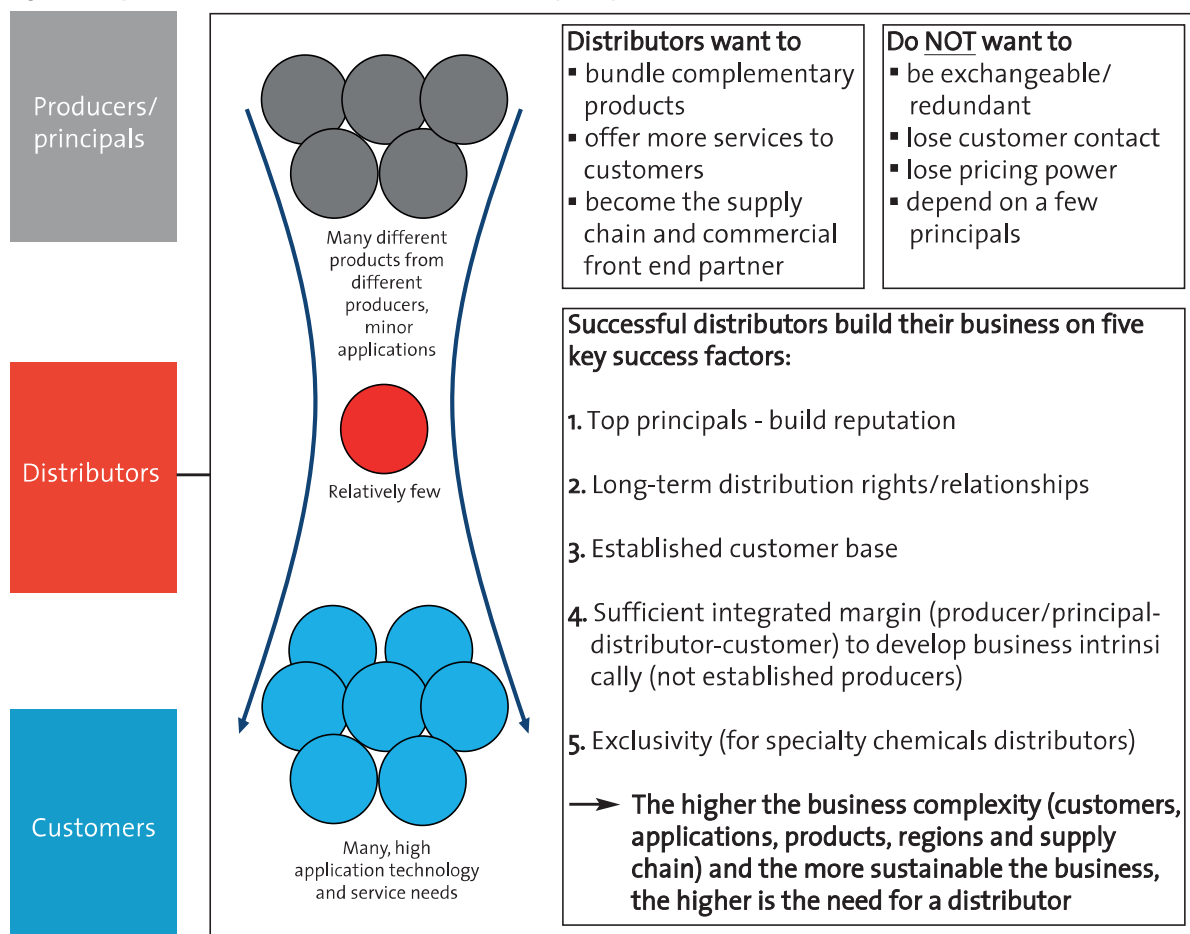 Producers/
principals
Many different
products from
different
producers,
minor
applications
Distributors
Relatively few
Customers
Many, high
application technology
and service needs
Distributors want to
▪ bundle complementary
products
▪ offer more services to
customers
▪ become the supply
chain and commercial
front end partner
Do NOT want to
▪ be exchangeable/
redundant
▪ lose customer contact
▪ lose pricing power
▪ depend on a few
principals
Successful distributors build their business on five
key success factors:
1. Top principals - build reputation
2. Long-term distribution rights/relationships
3. Established customer base
4. Sufficient integrated margin (producer/principal-
distributor-customer) to develop business intrinsi
cally (not established producers)
5. Exclusivity (for specialty chemicals distributors)
→ The higher the business complexity (customers,
applications, products, regions and supply
chain) and the more sustainable the business,
the higher is the need for a distributor